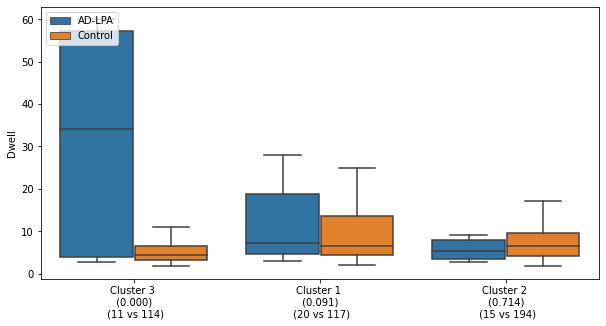 60
50
40
30
20
10
0
Dwell
AD-LPA
Control
Cluster 3
(0.000)
(11 vs 114)
Cluster 1
(0.091)
(20 vs 117)
Cluster 2
(0.714)
(15 vs 194)